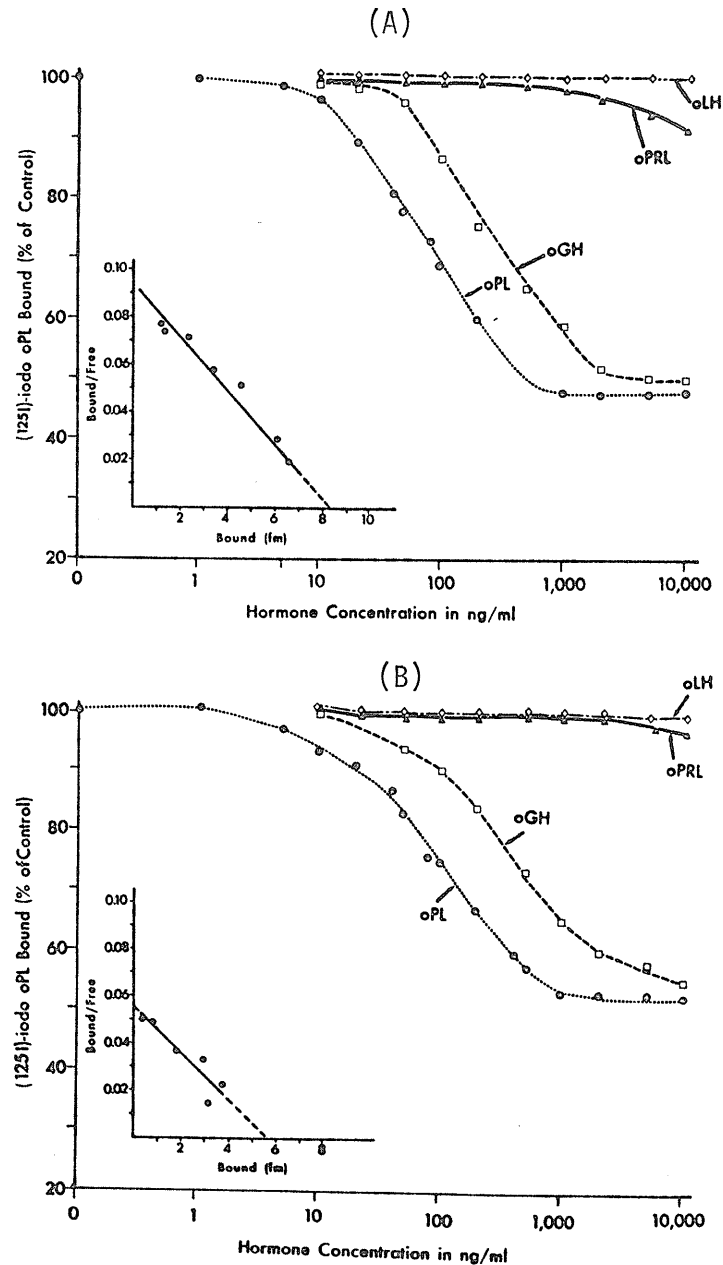 (A)
(125I)-iodo oPL Bound (% of Control)
100
80
60
40
20
oLH
oPRL
oGH
oPL
Bound/Free
0.10
0.08
0.06
0.04
0.02
2 4 6 8 10
Bound (fm)
0 1 10 100 1,000 10,000
Hormone Concentration in ng/ml
(B)
(125I)-iodo oPL Bound (% of Control)
100
80
60
40
20
oLH
oPRL
oGH
oPL
Bound/Free
0.10
0.08
0.06
0.04
0.02
2 4 6 8
Bound (fm)
0 1 10 100 1,000 10,000
Hormone Concentration in ng/ml